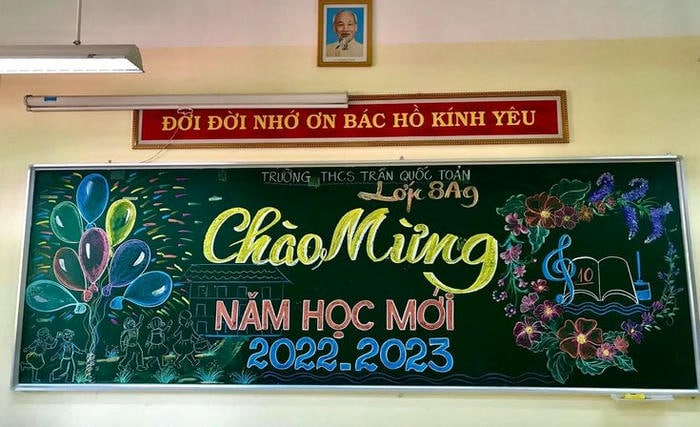 ĐỜI ĐỜI NHỚ ƠN BÁC HỒ KÍNH YÊU
TRƯỜNG THCS TRẦN QUỐC TOẢN
Lớp 8A9
Chào Mừng
NĂM HỌC MỚI
2022-2023
10